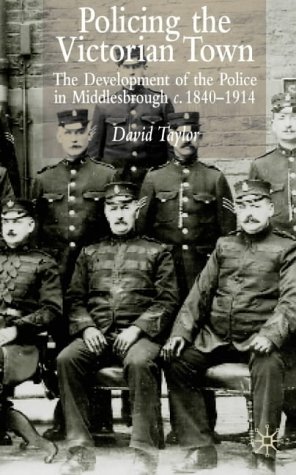 Policing the
Victorian Town
The Development of the Police
in Middlesbrough c. 1840–1914
David Taylor